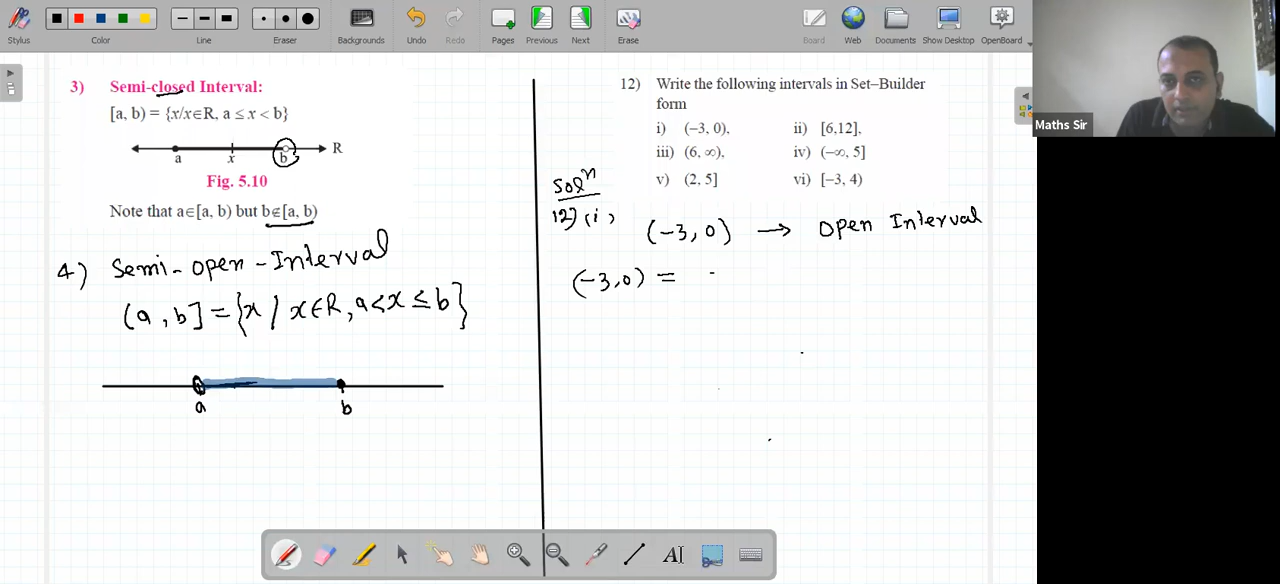 Stylus Color Line Eraser Backgrounds Undo Redo Pages Previous Next Erase Board Web Documents Show Desktop OpenBoard
Maths Sir
3) Semi-closed Interval:
[a, b) = {x/x∈R, a ≤ x < b}
a x b R
Fig. 5.10
Note that a∈[a, b) but b∉[a, b)
4) Semi-open-Interval
(a, b] = {x / x∈R, a<x ≤ b}
a b
12) Write the following intervals in Set–Builder
form
i) (−3, 0), ii) [6,12],
iii) (6, ∞), iv) (−∞, 5]
v) (2, 5] vi) [−3, 4)
Solⁿ
12) (i) (−3, 0) → Open Interval
(−3, 0) =